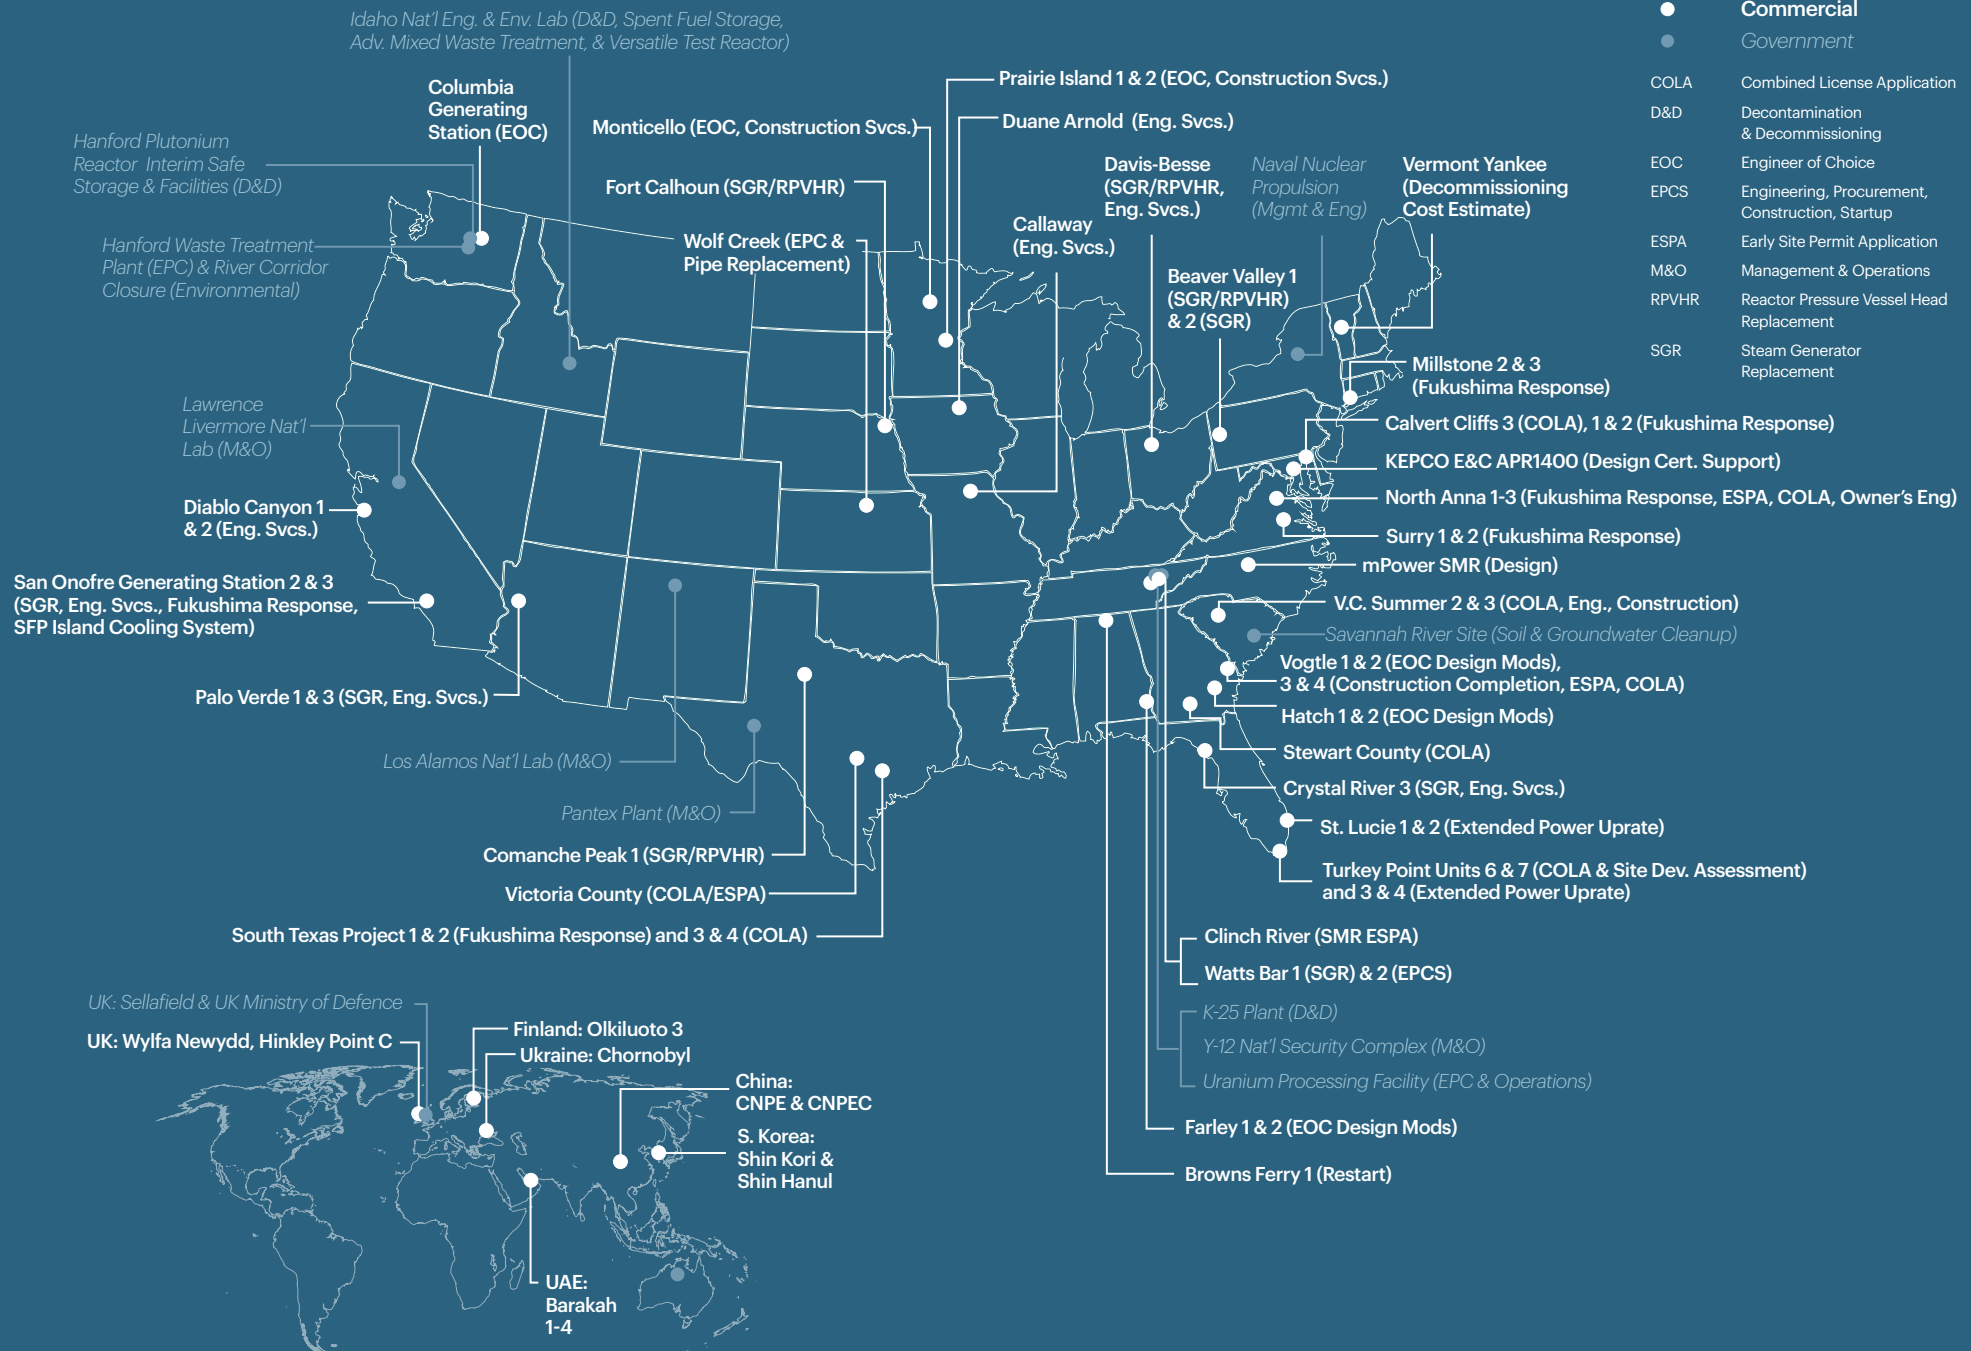 Idaho Nat'l Eng. & Env. Lab (D&D, Spent Fuel Storage,
Adv. Mixed Waste Treatment, & Versatile Test Reactor)
Columbia
Generating
Station (EOC)
Hanford Plutonium
Reactor Interim Safe
Storage & Facilities (D&D)
Hanford Waste Treatment
Plant (EPC) & River Corridor
Closure (Environmental)
Prairie Island 1 & 2 (EOC, Construction Svcs.)
Monticello (EOC, Construction Svcs.)
Duane Arnold (Eng. Svcs.)
Fort Calhoun (SGR/RPVHR)
Wolf Creek (EPC &
Pipe Replacement)
Callaway
(Eng. Svcs.)
Davis-Besse
(SGR/RPVHR,
Eng. Svcs.)
Naval Nuclear
Propulsion
(Mgmt & Eng)
Vermont Yankee
(Decommissioning
Cost Estimate)
Beaver Valley 1
(SGR/RPVHR)
& 2 (SGR)
Commercial
Government
COLA Combined License Application
D&D Decontamination
& Decommissioning
EOC Engineer of Choice
EPCS Engineering, Procurement,
Construction, Startup
ESPA Early Site Permit Application
M&O Management & Operations
RPVHR Reactor Pressure Vessel Head
Replacement
SGR Steam Generator
Replacement
Millstone 2 & 3
(Fukushima Response)
Calvert Cliffs 3 (COLA), 1 & 2 (Fukushima Response)
KEPCO E&C APR1400 (Design Cert. Support)
North Anna 1-3 (Fukushima Response, ESPA, COLA, Owner's Eng)
Surry 1 & 2 (Fukushima Response)
mPower SMR (Design)
V.C. Summer 2 & 3 (COLA, Eng., Construction)
Savannah River Site (Soil & Groundwater Cleanup)
Vogtle 1 & 2 (EOC Design Mods),
3 & 4 (Construction Completion, ESPA, COLA)
Hatch 1 & 2 (EOC Design Mods)
Stewart County (COLA)
Crystal River 3 (SGR, Eng. Svcs.)
St. Lucie 1 & 2 (Extended Power Uprate)
Turkey Point Units 6 & 7 (COLA & Site Dev. Assessment)
and 3 & 4 (Extended Power Uprate)
Lawrence
Livermore Nat'l
Lab (M&O)
Diablo Canyon 1
& 2 (Eng. Svcs.)
San Onofre Generating Station 2 & 3
(SGR, Eng. Svcs., Fukushima Response,
SFP Island Cooling System)
Palo Verde 1 & 3 (SGR, Eng. Svcs.)
Los Alamos Nat'l Lab (M&O)
Pantex Plant (M&O)
Comanche Peak 1 (SGR/RPVHR)
Victoria County (COLA/ESPA)
South Texas Project 1 & 2 (Fukushima Response) and 3 & 4 (COLA)
Clinch River (SMR ESPA)
Watts Bar 1 (SGR) & 2 (EPCS)
K-25 Plant (D&D)
Y-12 Nat'l Security Complex (M&O)
Uranium Processing Facility (EPC & Operations)
Farley 1 & 2 (EOC Design Mods)
Browns Ferry 1 (Restart)
UK: Sellafield & UK Ministry of Defence
UK: Wylfa Newydd, Hinkley Point C
Finland: Olkiluoto 3
Ukraine: Chornobyl
China:
CNPE & CNPEC
S. Korea:
Shin Kori &
Shin Hanul
UAE:
Barakah
1-4